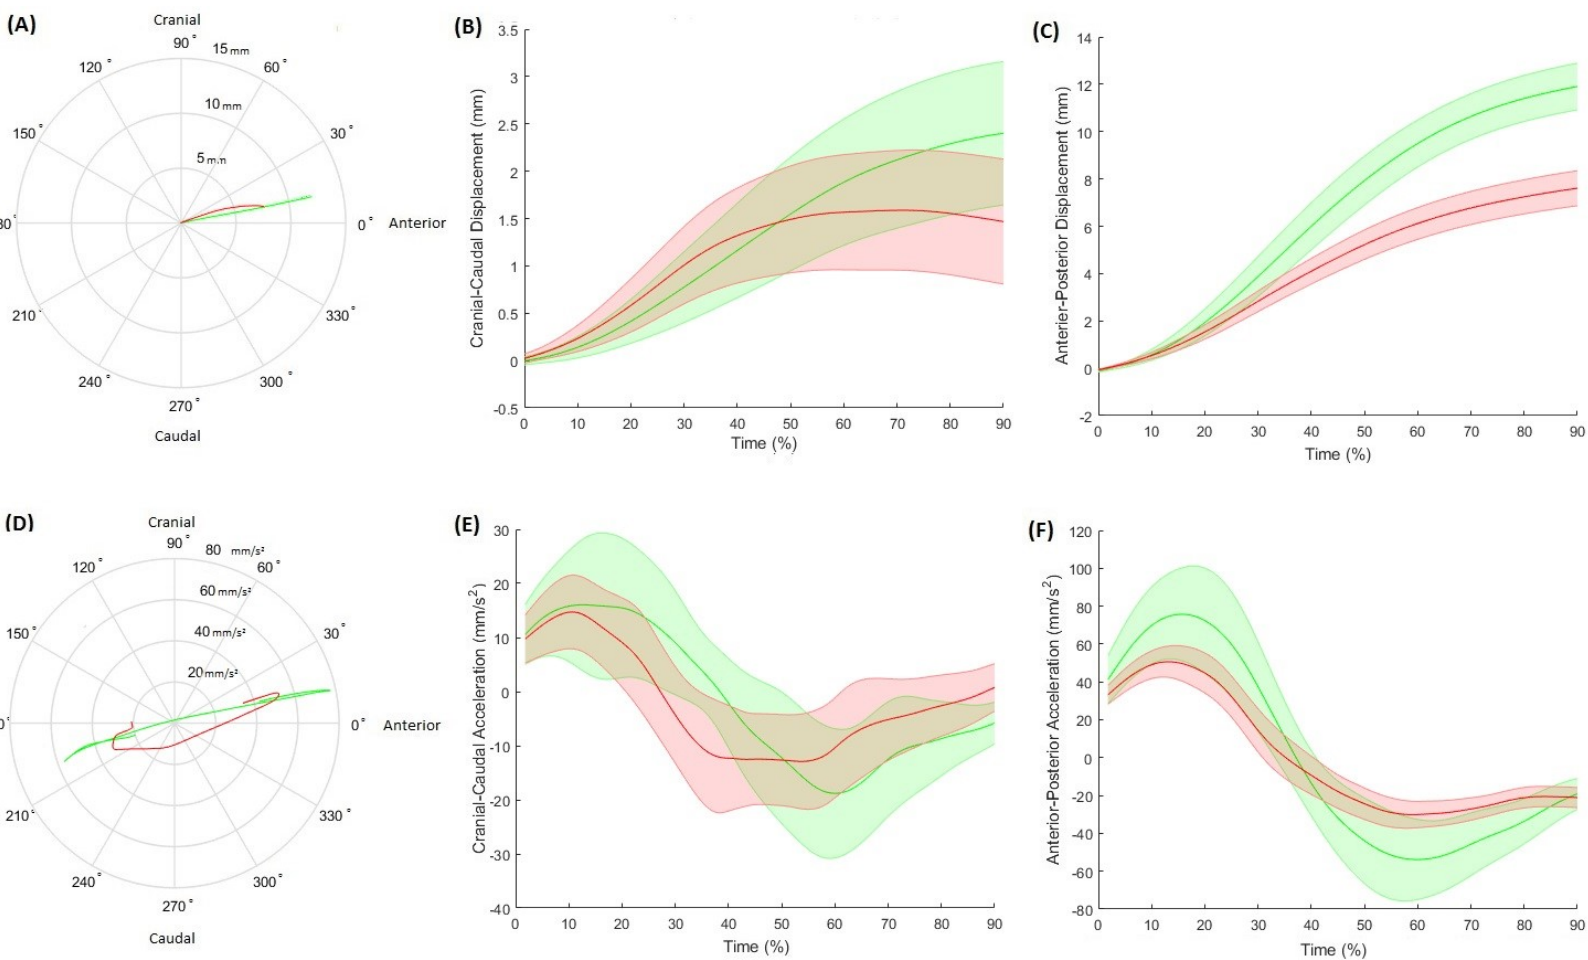 (A)
Cranial
90°
15 mm
120°
60°
10 mm
150°
30°
5 mm
0°
Anterior
210°
330°
240°
300°
270°
Caudal
(B)
Cranial-Caudal Displacement (mm)
3.5
3
2.5
2
1.5
1
0.5
0
-0.5
0 10 20 30 40 50 60 70 80 90
Time (%)
(C)
Anterier-Posterior Displacement (mm)
14
12
10
8
6
4
2
0
-2
0 10 20 30 40 50 60 70 80 90
Time (%)
(D)
Cranial
90°
80 mm/s²
120°
60°
60 mm/s²
150°
40 mm/s²
30°
20 mm/s²
0°
Anterior
210°
330°
240°
300°
270°
Caudal
(E)
Cranial-Caudal Acceleration (mm/s²)
30
20
10
0
-10
-20
-30
-40
0 10 20 30 40 50 60 70 80 90
Time (%)
(F)
Anterior-Posterior Acceleration (mm/s²)
120
100
80
60
40
20
0
-20
-40
-60
-80
0 10 20 30 40 50 60 70 80 90
Time (%)